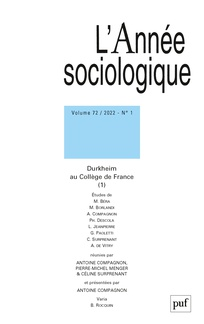 L'Année
sociologique
Volume 72 / 2022 - N° 1
Durkheim
au Collège de France
(1)
Études de
M. BÉRA
M. BORLANDI
A. COMPAGNON
PH. DESCOLA
L. JEANPIERRE
G. PAOLETTI
C. SURPRENANT
A. DE VITRY
réunies par
ANTOINE COMPAGNON,
PIERRE-MICHEL MENGER
& CÉLINE SURPRENANT
et présentées par
ANTOINE COMPAGNON
Varia
B. ROCQUIN
puf